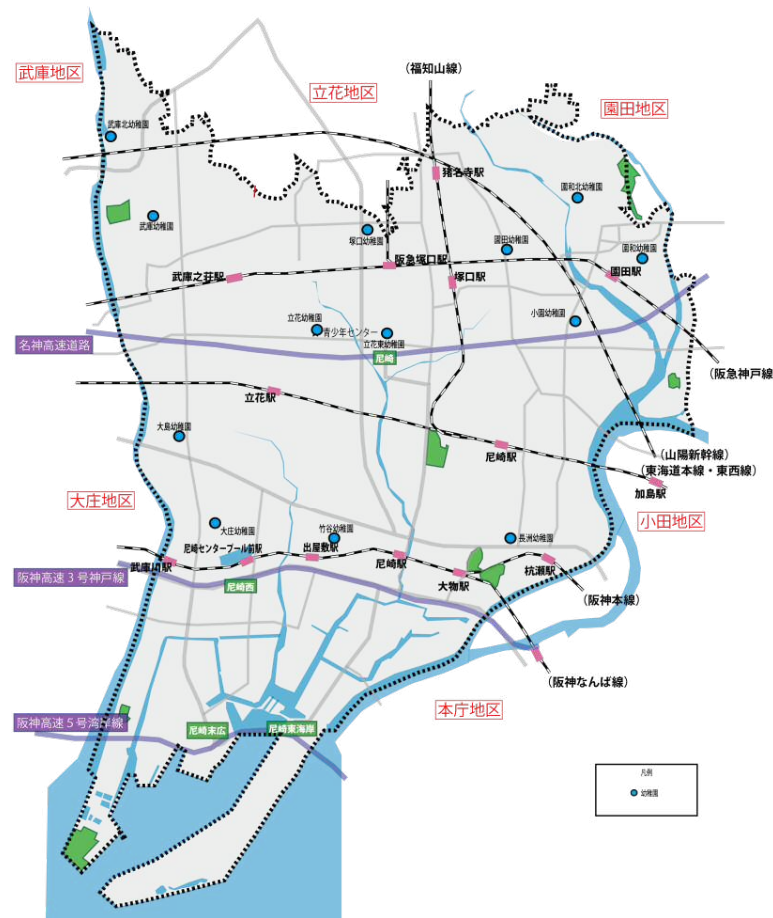 （福知山線）
武庫地区
立花地区
園田地区
武庫北幼稚園
猪名寺駅
園和北幼稚園
武庫幼稚園
塚口幼稚園
園田幼稚園
園和幼稚園
阪急塚口駅
武庫之荘駅
塚口駅
園田駅
小園幼稚園
立花幼稚園
青少年センター
立花東幼稚園
名神高速道路
尼崎
（阪急神戸線
立花駅
大島幼稚園
尼崎駅
（山陽新幹線）
（東海道本線・東西線）
加島駅
大庄地区
小田地区
大庄幼稚園
竹谷幼稚園
長洲幼稚園
尼崎センタープール前駅
出屋敷駅
尼崎駅
武庫川駅
大物駅
杭瀬駅
阪神高速３号神戸線
尼崎西
（阪神本線）
（阪神なんば線）
本庁地区
阪神高速５号湾岸線
尼崎末広
尼崎東海岸
凡例
幼稚園